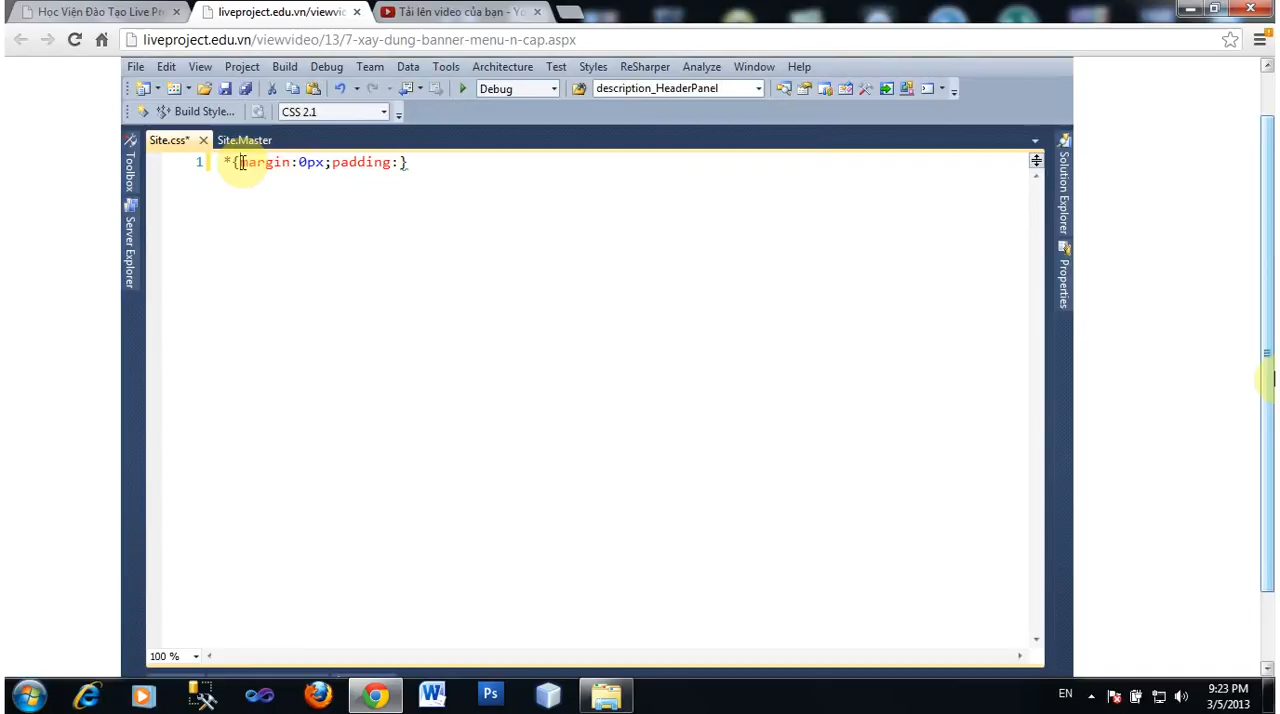 Học Viện Đào Tạo Live Pr
liveproject.edu.vn/viewvi
Tải lên video của bạn - Yo
liveproject.edu.vn/viewvideo/13/7-xay-dung-banner-menu-n-cap.aspx
File Edit View Project Build Debug Team Data Tools Architecture Test Styles ReSharper Analyze Window Help
Debug description_HeaderPanel
Build Style... CSS 2.1
Site.css* Site.Master
1 *{margin:0px;padding:}
Toolbox
Server Explorer
Solution Explorer
Properties
100 %
EN 9:23 PM
3/5/2013